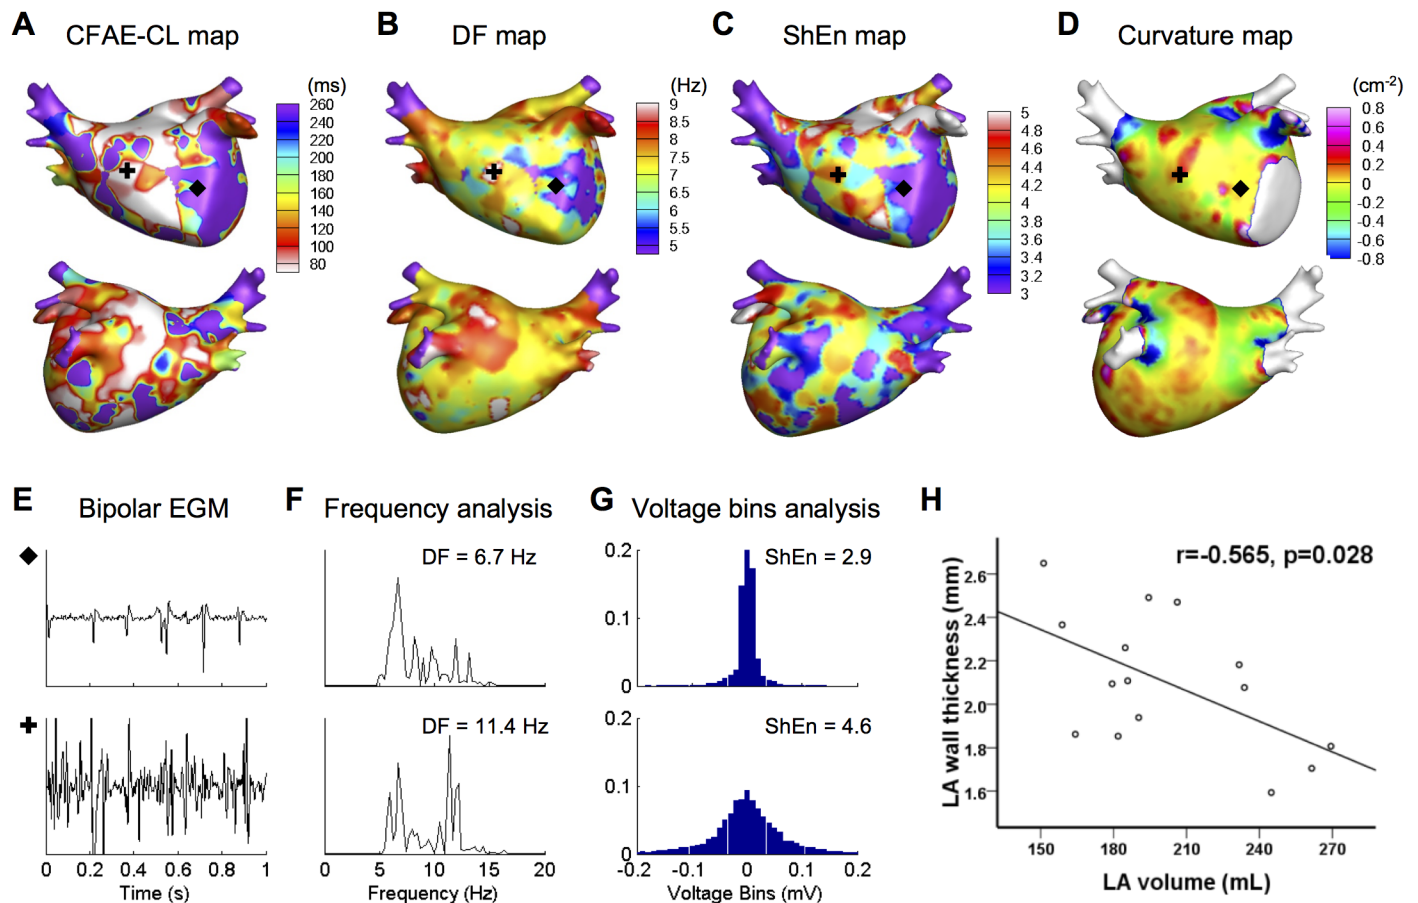 A CFAE-CL map
(ms)
260
240
220
200
180
160
140
120
100
80
B DF map
(Hz)
9
8.5
8
7.5
7
6.5
6
5.5
5
C ShEn map
5
4.8
4.6
4.4
4.2
4
3.8
3.6
3.4
3.2
3
D Curvature map
(cm-2)
0.8
0.6
0.4
0.2
0
-0.2
-0.4
-0.6
-0.8
E Bipolar EGM
0 0.2 0.4 0.6 0.8 1
Time (s)
F Frequency analysis
DF = 6.7 Hz
DF = 11.4 Hz
0 5 10 15 20
Frequency (Hz)
G Voltage bins analysis
ShEn = 2.9
0.2
0.1
0
ShEn = 4.6
0.2
0.1
0
-0.2 -0.1 0 0.1 0.2
Voltage Bins (mV)
H
r=-0.565, p=0.028
LA wall thickness (mm)
2.6
2.4
2.2
2.0
1.8
1.6
150 180 210 240 270
LA volume (mL)